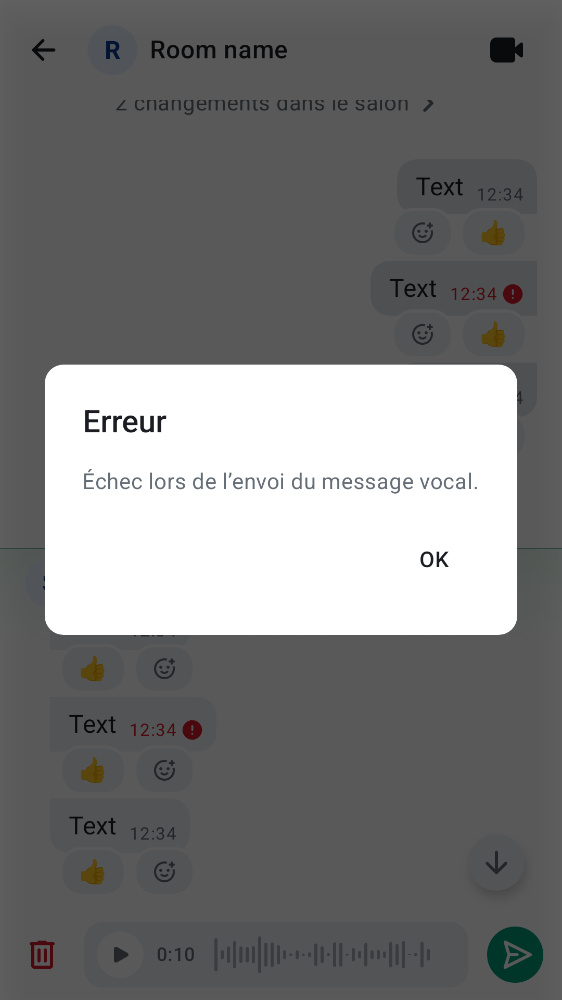 R Room name
2 changements dans le salon
Text 12:34
Text 12:34
Erreur
Échec lors de l’envoi du message vocal.
OK
Text 12:34
Text 12:34
0:10